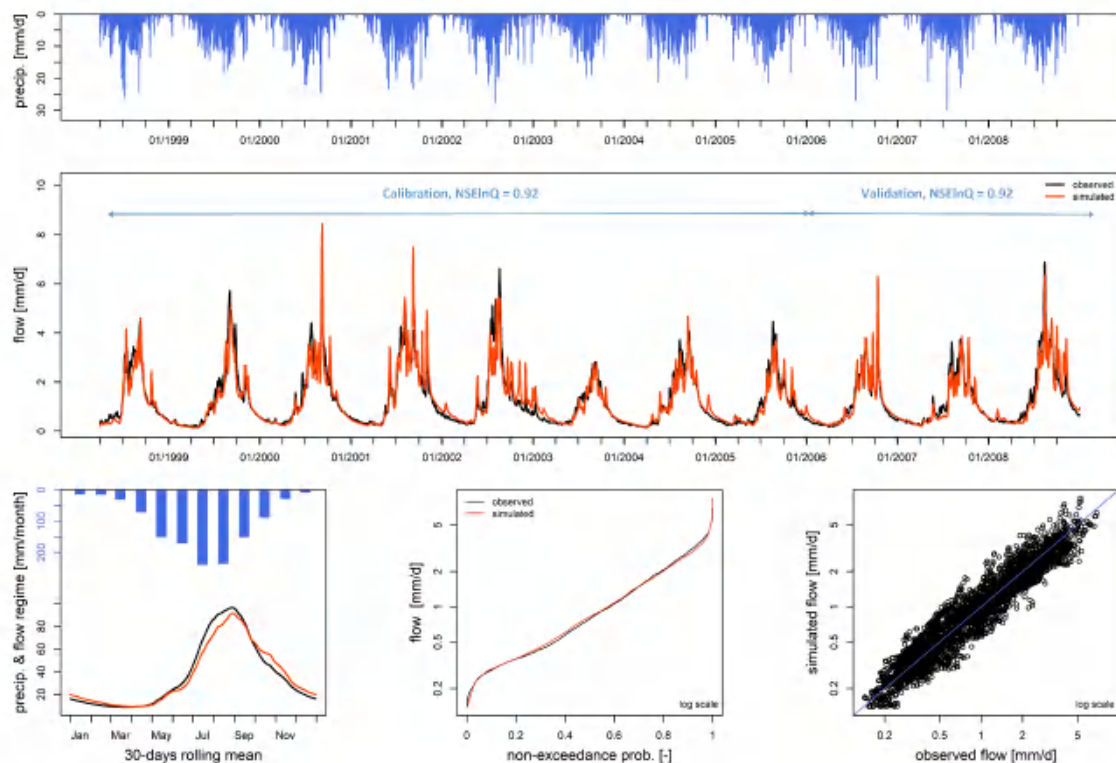 precip. [mm/d]
0
10
20
30
01/1999 01/2000 01/2001 01/2002 01/2003 01/2004 01/2005 01/2006 01/2007 01/2008
flow [mm/d]
10
8
6
4
2
0
Calibration, NSElnQ = 0.92
Validation, NSElnQ = 0.92
observed
simulated
01/1999 01/2000 01/2001 01/2002 01/2003 01/2004 01/2005 01/2006 01/2007 01/2008
precip. & flow regime [mm/month]
0
100
200
80
60
40
20
Jan Mar May Jul Sep Nov
30-days rolling mean
flow [mm/d]
observed
simulated
5
2
1
0.5
0.2
log scale
0 0.2 0.4 0.6 0.8 1
non-exceedance prob. [-]
simulated flow [mm/d]
5
2
1
0.5
0.2
log scale
0.2 0.5 1 2 5
observed flow [mm/d]